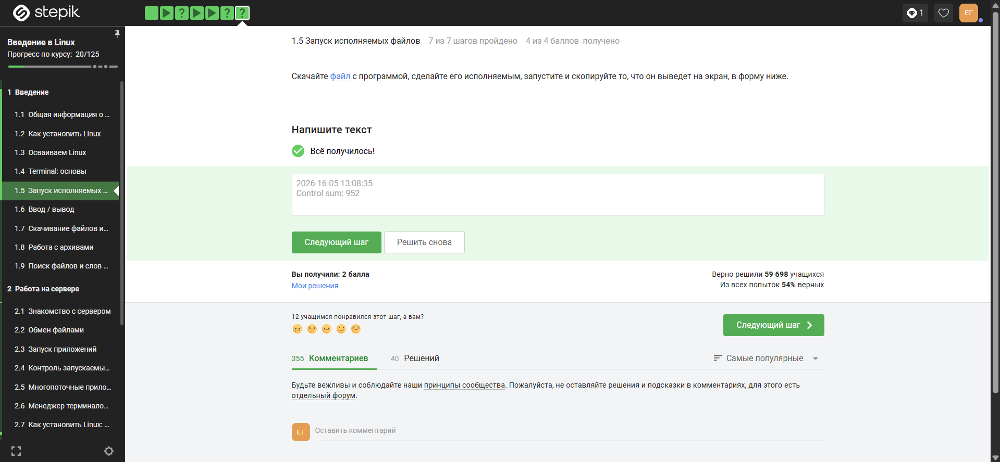 stepik
? ? ?
1
ЕГ
Введение в Linux
Прогресс по курсу: 20/125
1 Введение
1.1 Общая информация о ...
1.2 Как установить Linux
1.3 Осваиваем Linux
1.4 Terminal: основы
1.5 Запуск исполняемых ...
1.6 Ввод / вывод
1.7 Скачивание файлов и...
1.8 Работа с архивами
1.9 Поиск файлов и слов ...
2 Работа на сервере
2.1 Знакомство с сервером
2.2 Обмен файлами
2.3 Запуск приложений
2.4 Контроль запускаемы...
2.5 Многопоточные прило...
2.6 Менеджер терминало...
2.7 Как установить Linux: ...
1.5 Запуск исполняемых файлов 7 из 7 шагов пройдено 4 из 4 баллов получено
Скачайте файл с программой, сделайте его исполняемым, запустите и скопируйте то, что он выведет на экран, в форму ниже.
Напишите текст
Всё получилось!
2026-16-05 13:08:35
Control sum: 952
Следующий шаг
Решить снова
Вы получили: 2 балла
Мои решения
Верно решили 59 698 учащихся
Из всех попыток 54% верных
12 учащимся понравился этот шаг, а вам?
Следующий шаг
355 Комментариев
40 Решений
Самые популярные
Будьте вежливы и соблюдайте наши принципы сообщества. Пожалуйста, не оставляйте решения и подсказки в комментариях, для этого есть
отдельный форум.
ЕГ
Оставить комментарий